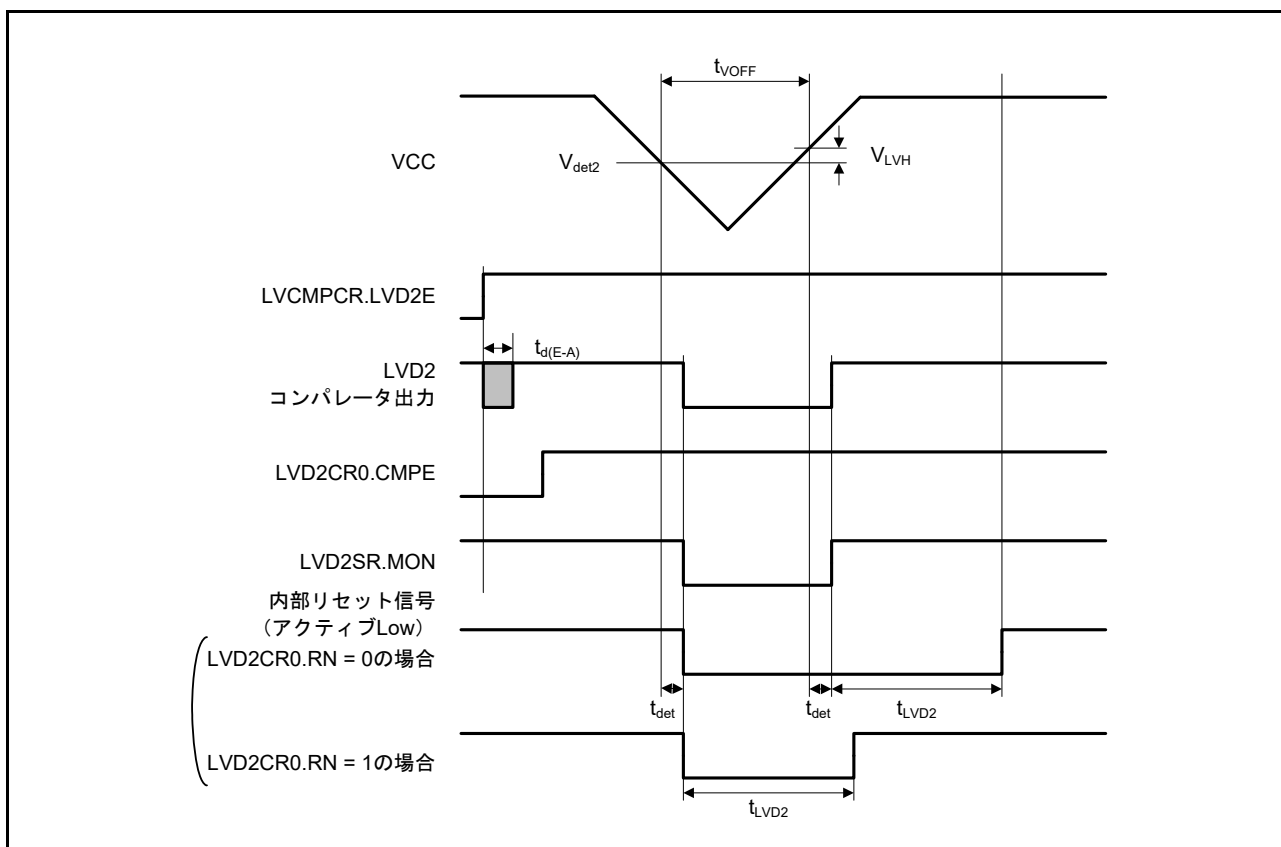 tVOFF
VCC
Vdet2
VLVH
LVCMPCR.LVD2E
td(E-A)
LVD2
コンパレータ出力
LVD2CR0.CMPE
LVD2SR.MON
内部リセット信号
（アクティブLow）
LVD2CR0.RN = 0の場合
tdet
tdet
tLVD2
LVD2CR0.RN = 1の場合
tLVD2